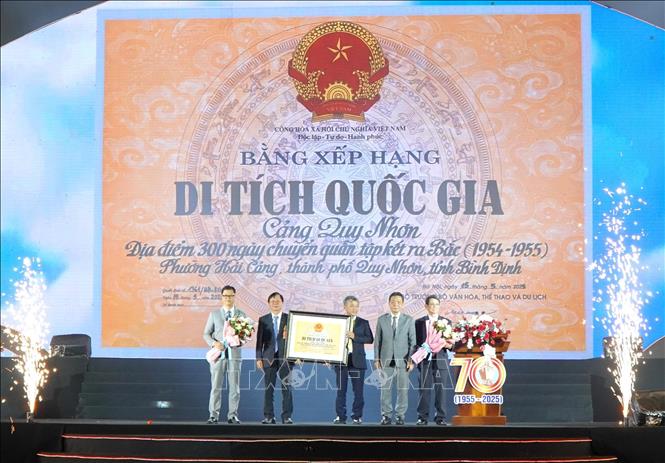 CỘNG HÒA XÃ HỘI CHỦ NGHĨA VIỆT NAM
Độc lập - Tự do - Hạnh phúc
BẰNG XẾP HẠNG
DI TÍCH QUỐC GIA
Cảng Quy Nhơn
Địa điểm 300 ngày chuyển quân tập kết ra Bắc (1954-1955)
Phường Hải Cảng, thành phố Quy Nhơn, tỉnh Bình Định
BỘ VĂN HÓA, THỂ THAO VÀ DU LỊCH
DI TÍCH QUỐC GIA
70
(1955-2025)